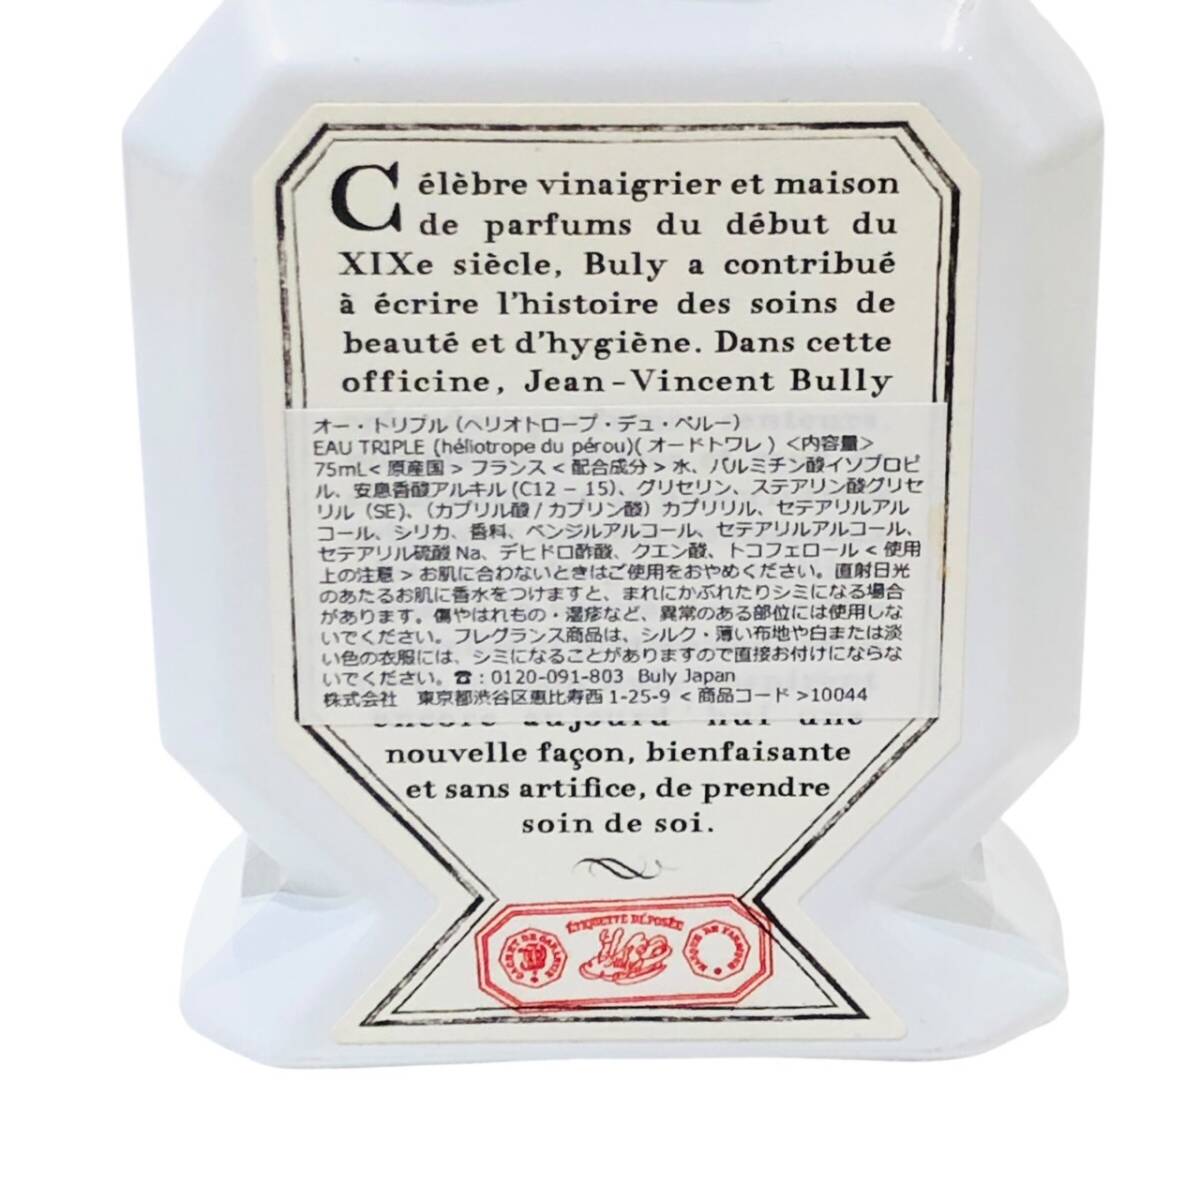 Célèbre vinaigrier et maison
de parfums du début du
XIXe siècle, Buly a contribué
à écrire l'histoire des soins de
beauté et d'hygiène. Dans cette
officine, Jean-Vincent Bully
オー・トリプル（ヘリオトロープ・デュ・ペルー）
EAU TRIPLE (héliotrope du pérou)(オードトワレ) <内容量>
75mL<原産国> フランス <配合成分> 水、パルミチン酸イソプロピ
ル、安息香酸アルキル(C12 – 15)、グリセリン、ステアリン酸グリセ
リル（SE)、（カプリル酸/カプリン酸）カプリリル、セテアリルアル
コール、シリカ、香料、ベンジルアルコール、セテアリルアルコール、
セテアリル硫酸Na、デヒドロ酢酸、クエン酸、トコフェロール <使用
上の注意> お肌に合わないときはご使用をおやめください。直射日光
のあたるお肌に香水をつけますと、まれにかぶれたりシミになる場合
があります。傷やはれもの・湿疹など、異常のある部位には使用しな
いでください。フレグランス商品は、シルク・薄い布地や白または淡
い色の衣服には、シミになることがありますので直接お付けにならな
いでください。☎:0120-091-803 Buly Japan
株式会社 東京都渋谷区恵比寿西1-25-9 <商品コード>10044
encore aujourd'hui une
nouvelle façon, bienfaisante
et sans artifice, de prendre
soin de soi.
ÉTIQUETTE DÉPOSÉE
CACHET DE GARANTIE
MARQUE DE FABRIQUE